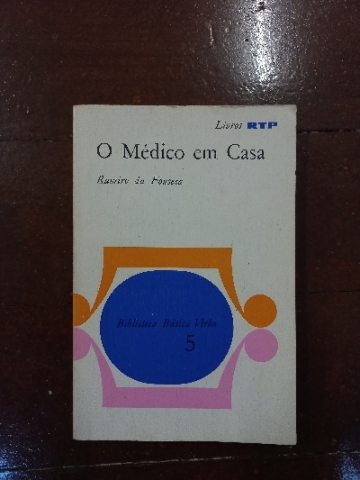 Livros RTP
O Médico em Casa
Ramiro da Fonseca
Biblioteca Básica Verbo
5